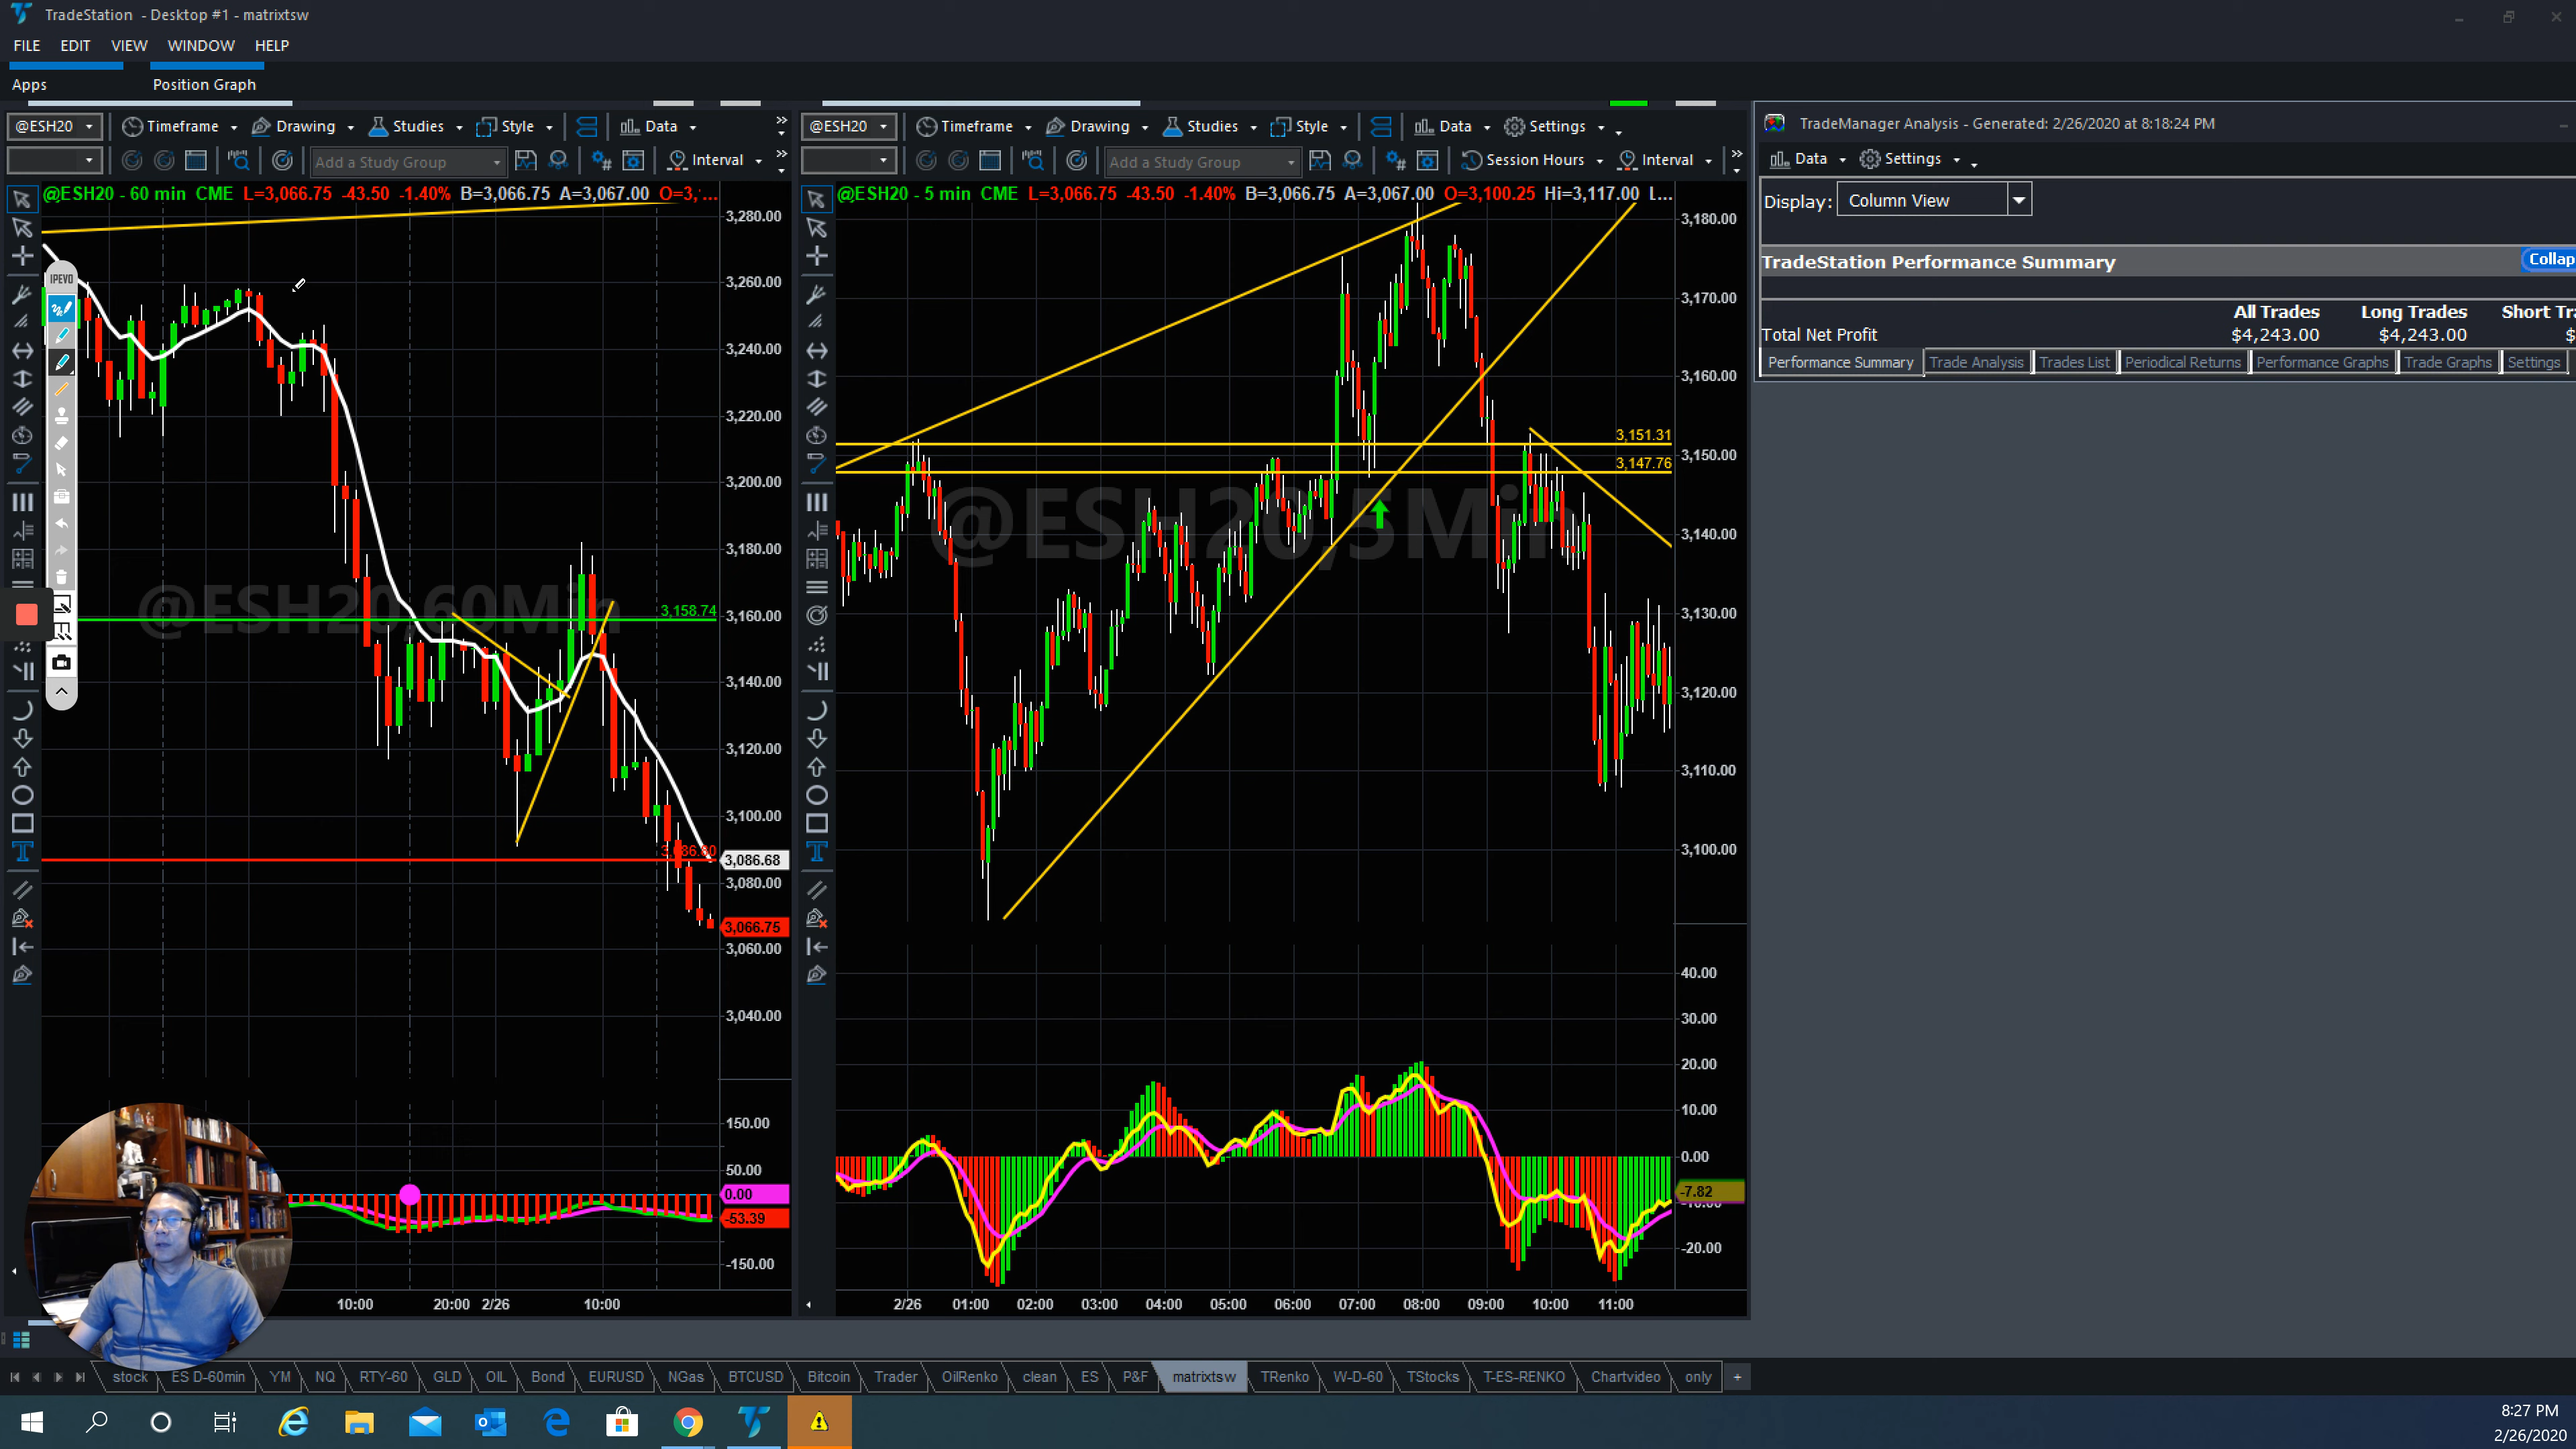 TradeStation - Desktop #1 - matrixtsw
FILE EDIT VIEW WINDOW HELP
Apps Position Graph
@ESH20 Timeframe Drawing Studies Style Data
Add a Study Group Interval
@ESH20 - 60 min CME L=3,066.75 -43.50 -1.40% B=3,066.75 A=3,067.00 O=3,...
3,280.00
3,260.00
3,240.00
3,220.00
3,200.00
3,180.00
3,160.00
3,140.00
3,120.00
3,100.00
3,080.00
3,060.00
3,040.00
3,158.74
3,086.68
3,066.75
@ESH20,60Min
IPEVO
150.00
50.00
0.00
-53.39
-150.00
10:00 20:00 2/26 10:00
@ESH20 Timeframe Drawing Studies Style Data Settings
Add a Study Group Session Hours Interval
@ESH20 - 5 min CME L=3,066.75 -43.50 -1.40% B=3,066.75 A=3,067.00 O=3,100.25 Hi=3,117.00 L...
3,180.00
3,170.00
3,160.00
3,151.31
3,150.00
3,147.76
3,140.00
3,130.00
3,120.00
3,110.00
3,100.00
@ESH20,5Min
40.00
30.00
20.00
10.00
0.00
-7.82
-10.00
-20.00
2/26 01:00 02:00 03:00 04:00 05:00 06:00 07:00 08:00 09:00 10:00 11:00
TradeManager Analysis - Generated: 2/26/2020 at 8:18:24 PM
Data Settings
Display: Column View
TradeStation Performance Summary Collap
All Trades Long Trades Short Tr
Total Net Profit $4,243.00 $4,243.00 $
Performance Summary Trade Analysis Trades List Periodical Returns Performance Graphs Trade Graphs Settings
stock ES D-60min YM NQ RTY-60 GLD OIL Bond EURUSD NGas BTCUSD Bitcoin Trader OilRenko clean ES P&F matrixtsw TRenko W-D-60 TStocks T-ES-RENKO Chartvideo only +
8:27 PM
2/26/2020